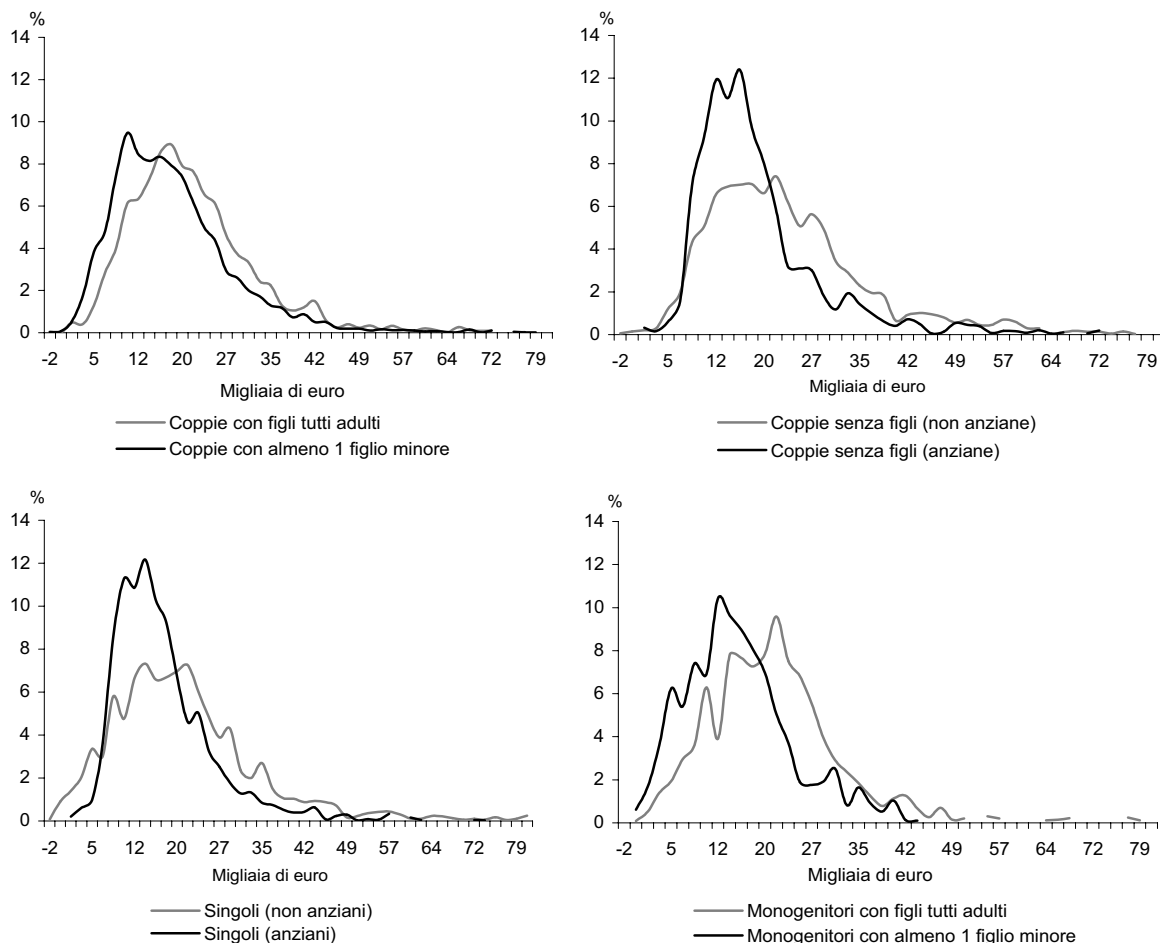 %
14
12
10
8
6
4
2
0
-2 5 12 20 27 35 42 50 57 64 72 79
Migliaia di euro
Coppie con figli tutti adulti
Coppie con almeno 1 figlio minore
%
14
12
10
8
6
4
2
0
-2 5 12 20 27 35 42 49 57 64 72 79
Migliaia di euro
Coppie senza figli (non anziane)
Coppie senza figli (anziane)
%
14
12
10
8
6
4
2
0
-2 5 12 20 27 35 42 49 57 64 72 79
Migliaia di euro
Singoli (non anziani)
Singoli (anziani)
%
14
12
10
8
6
4
2
0
-2 5 12 20 27 35 42 49 57 64 72 79
Migliaia di euro
Monogenitori con figli tutti adulti
Monogenitori con almeno 1 figlio minore